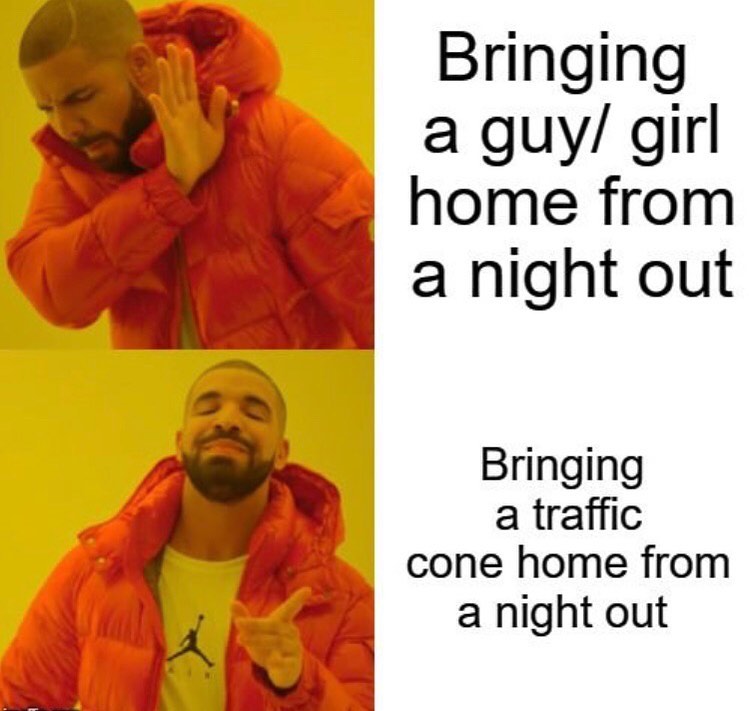 Bringing
a guy/ girl
home from
a night out
Bringing
a traffic
cone home from
a night out